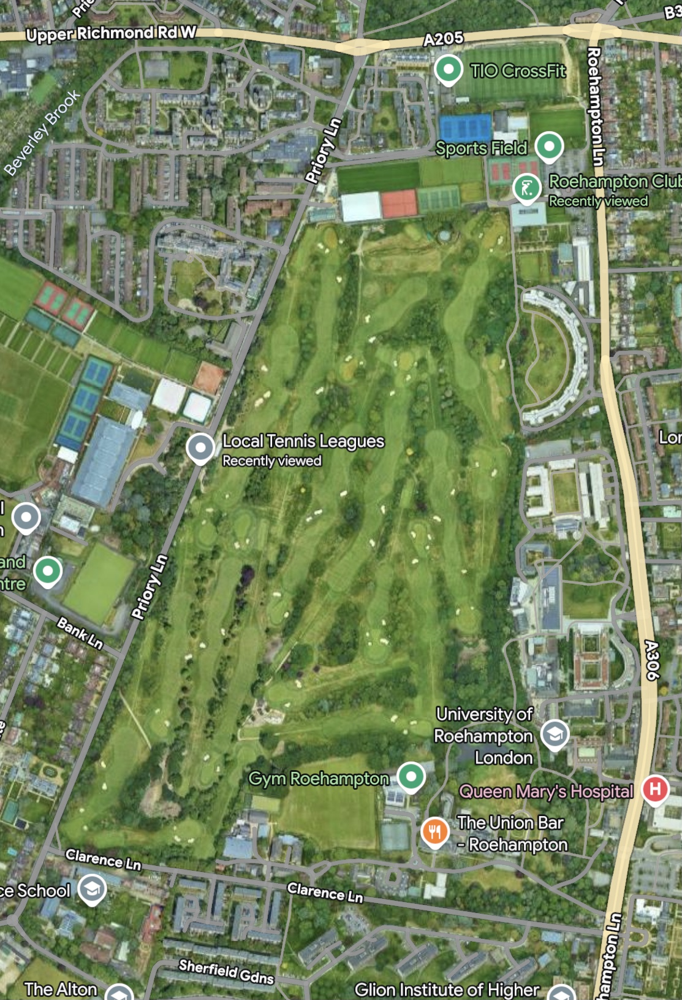 Upper Richmond Rd W
A205
B3
TIO CrossFit
Roehampton Ln
Beverley Brook
Priory Ln
Sports Field
Roehampton Club
Recently viewed
Local Tennis Leagues
Recently viewed
Lon
and
ntre
Priory Ln
Bank Ln
A306
University of
Roehampton
London
Gym Roehampton
Queen Mary's Hospital
H
The Union Bar
- Roehampton
Clarence Ln
ce School
Clarence Ln
hampton Ln
Sherfield Gdns
The Alton
Glion Institute of Higher